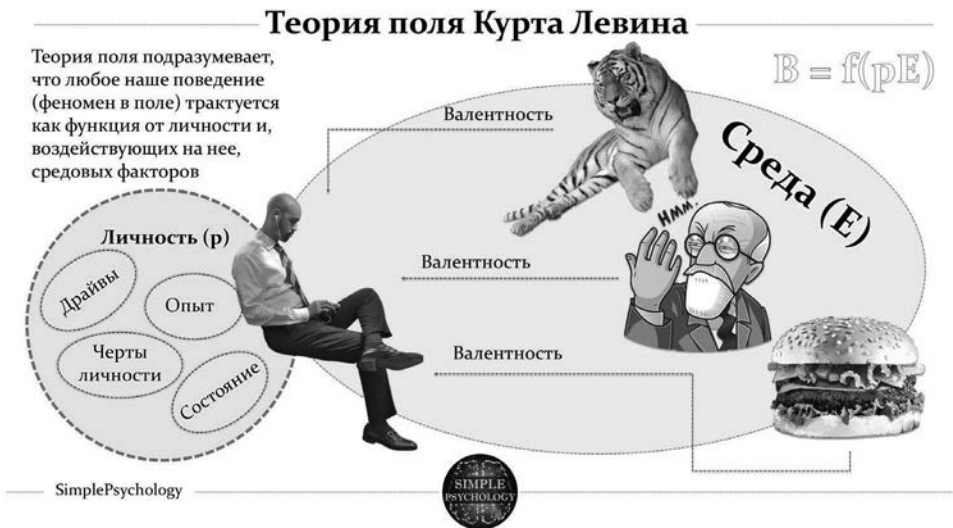 Теория поля Курта Левина
Теория поля подразумевает,
что любое наше поведение
(феномен в поле) трактуется
как функция от личности и,
воздействующих на нее,
средовых факторов
B = f(pE)
Валентность
Среда (E)
Личность (p)
Драйвы
Опыт
Черты
личности
Состояние
Hмм.
Валентность
Валентность
SimplePsychology
SIMPLE
PSYCHOLOGY